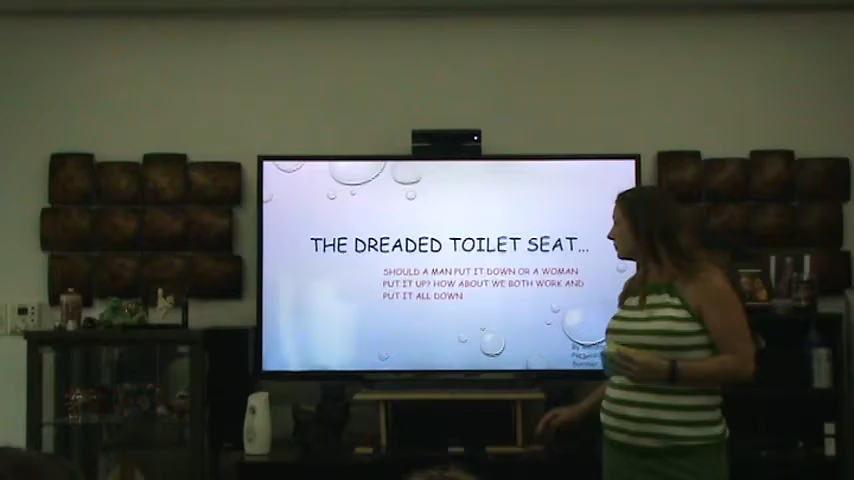 THE DREADED TOILET SEAT...
SHOULD A MAN PUT IT DOWN OR A WOMAN
PUT IT UP? HOW ABOUT WE BOTH WORK AND
PUT IT ALL DOWN
By